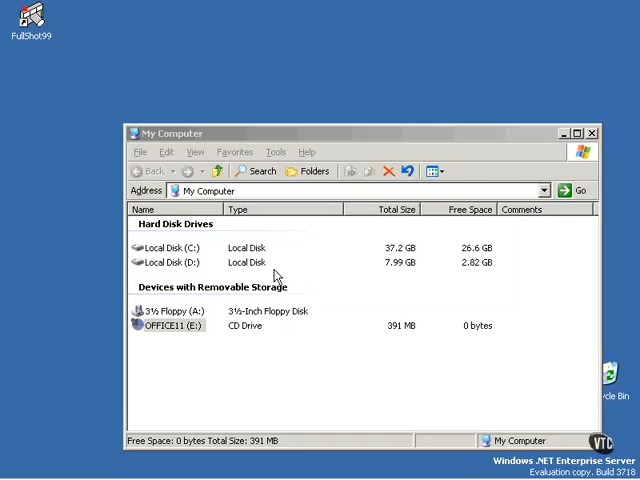 FullShot99
My Computer
File Edit View Favorites Tools Help
Back Search Folders
Address My Computer Go
Name Type Total Size Free Space Comments
Hard Disk Drives
Local Disk (C:) Local Disk 37.2 GB 26.6 GB
Local Disk (D:) Local Disk 7.99 GB 2.82 GB
Devices with Removable Storage
3½ Floppy (A:) 3½-Inch Floppy Disk
OFFICE11 (E:) CD Drive 391 MB 0 bytes
cycle Bin
Free Space: 0 bytes Total Size: 391 MB My Computer
VTC
Windows .NET Enterprise Server
Evaluation copy. Build 3718